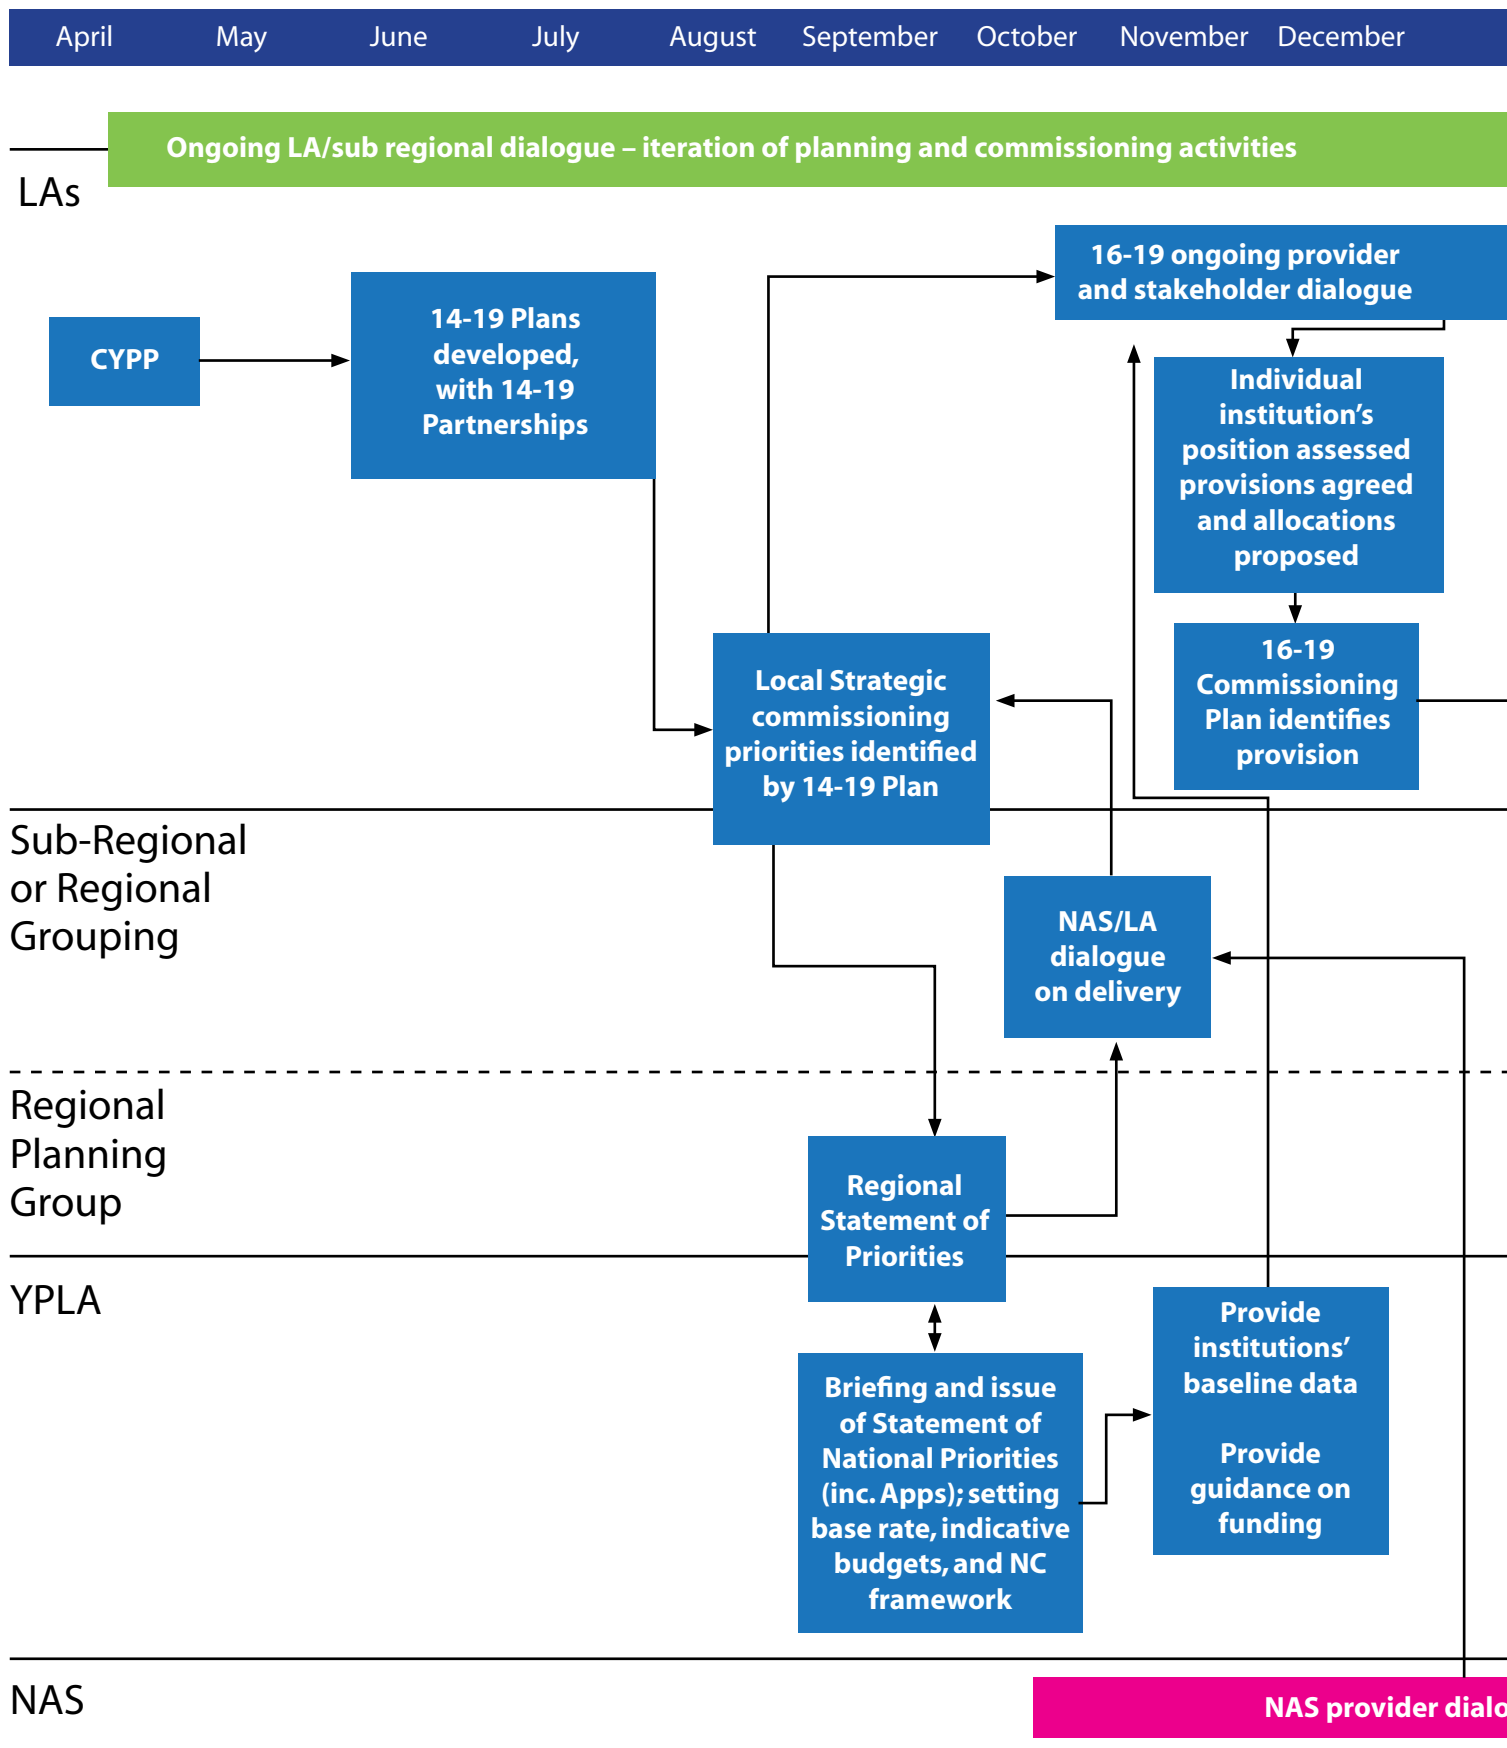 April May June July August September October November December
Ongoing LA/sub regional dialogue – iteration of planning and commissioning activities
LAs
16-19 ongoing provider
and stakeholder dialogue
CYPP
14-19 Plans
developed,
with 14-19
Partnerships
Individual
institution’s
position assessed
provisions agreed
and allocations
proposed
Local Strategic
commissioning
priorities identified
by 14-19 Plan
16-19
Commissioning
Plan identifies
provision
Sub-Regional
or Regional
Grouping
NAS/LA
dialogue
on delivery
Regional
Planning
Group
Regional
Statement of
Priorities
YPLA
Provide
institutions’
baseline data
Provide
guidance on
funding
Briefing and issue
of Statement of
National Priorities
(inc. Apps); setting
base rate, indicative
budgets, and NC
framework
NAS
NAS provider dialo